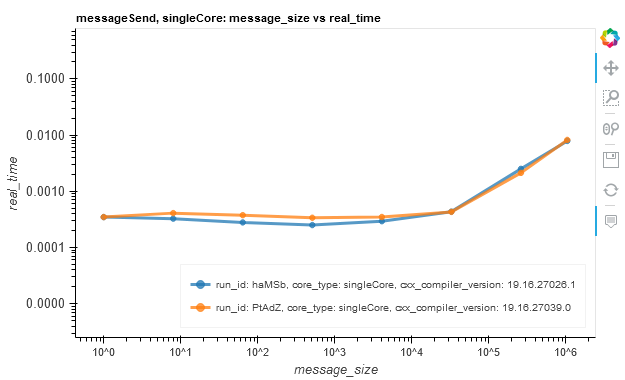 messageSend, singleCore: message_size vs real_time
0.1000
0.0100
0.0010
0.0001
0.0000
real_time
run_id: haMSb, core_type: singleCore, cxx_compiler_version: 19.16.27026.1
run_id: PtAdZ, core_type: singleCore, cxx_compiler_version: 19.16.27039.0
10^0 10^1 10^2 10^3 10^4 10^5 10^6
message_size